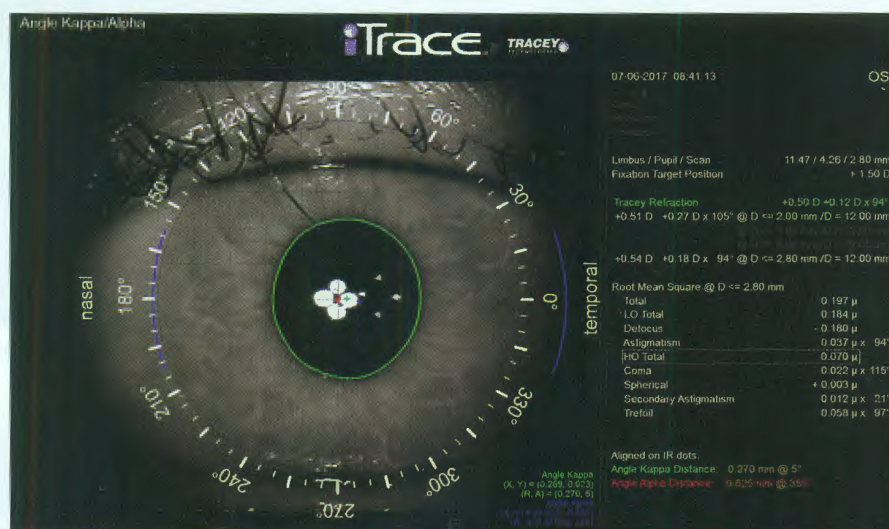 Angle Kappa/Alpha
iTrace
TRACEY
TECHNOLOGIES
07-06-2017 08:41:13 OS
Limbus / Pupil / Scan 11.47 / 4.26 / 2.80 mm
Fixation Target Position + 1.50 D
Tracey Refraction +0.50 D +0.12 D x 94°
+0.51 D +0.27 D x 105° @ D <= 2.00 mm /D = 12.00 mm
+0.54 D +0.18 D x 94° @ D <= 2.80 mm /D = 12.00 mm
Root Mean Square @ D <= 2.80 mm
Total 0.197 µ
LO Total 0.184 µ
Defocus - 0.180 µ
Astigmatism 0.037 µ x 94°
HO Total 0.070 µ
Coma 0.022 µ x 115°
Spherical + 0.003 µ
Secondary Astigmatism 0.012 µ x 21°
Trefoil 0.058 µ x 97°
Aligned on IR dots.
Angle Kappa Distance: 0.270 mm @ 5°
Angle Alpha Distance:
90°
120° 60°
150° 30°
nasal 180° 0° temporal
210° 330°
240° 300°
270°
Angle Kappa
(X, Y) = (0.269, 0.023)
(R, A) = (0.270, 5)